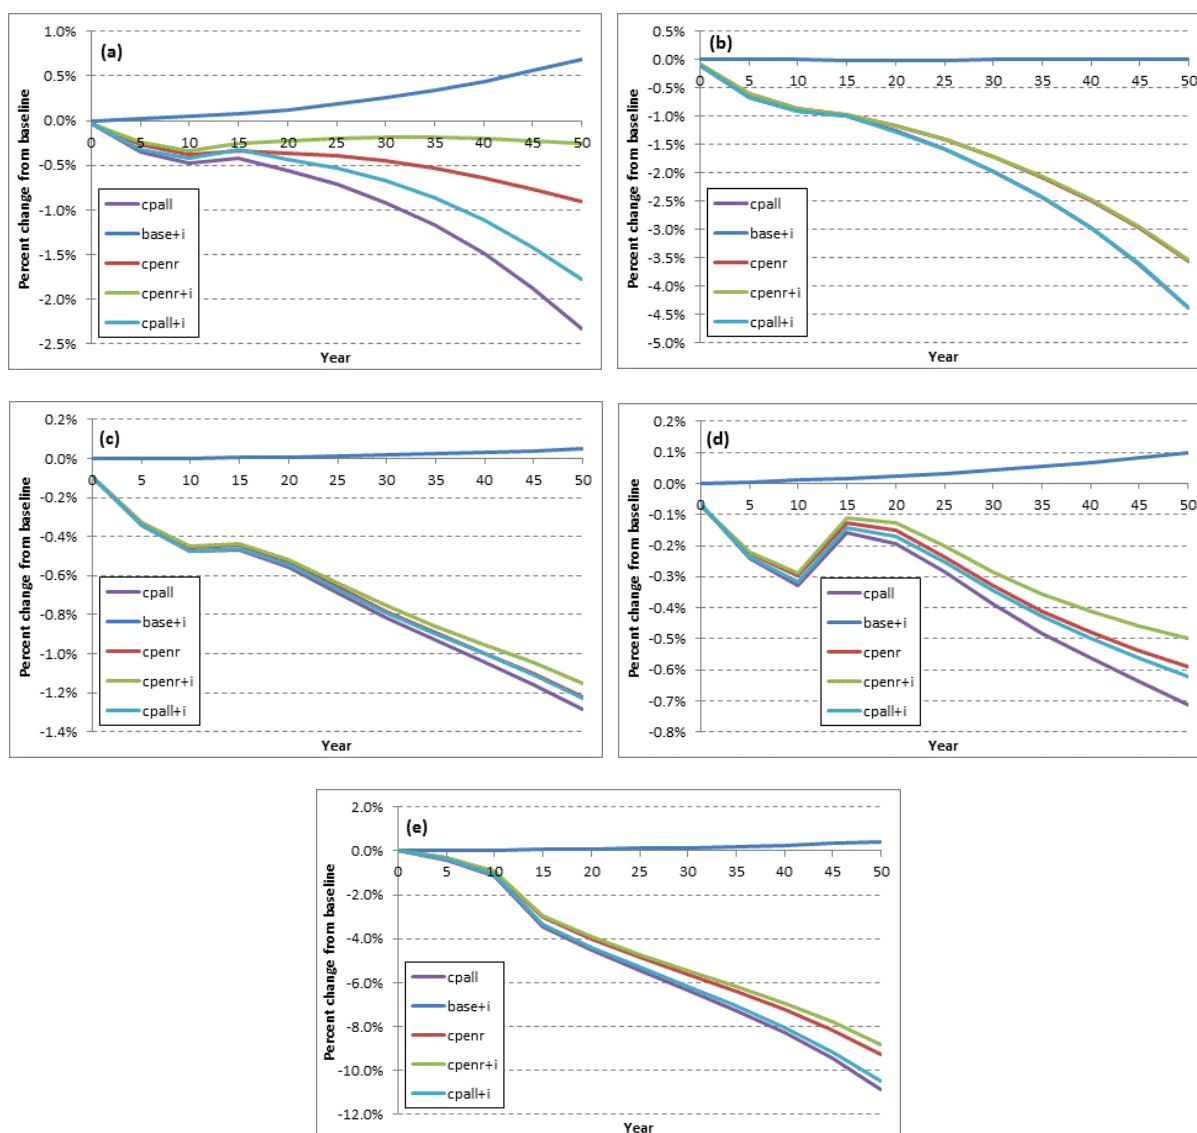 (a)
1.0%
0.5%
0.0%
-0.5%
-1.0%
-1.5%
-2.0%
-2.5%
Percent change from baseline
0 5 10 15 20 25 30 35 40 45 50
Year
cpall
base+i
cpenr
cpenr+i
cpall+i
(b)
0.5%
0.0%
-0.5%
-1.0%
-1.5%
-2.0%
-2.5%
-3.0%
-3.5%
-4.0%
-4.5%
-5.0%
Percent change from baseline
0 5 10 15 20 25 30 35 40 45 50
Year
cpall
base+i
cpenr
cpenr+i
cpall+i
(c)
0.2%
0.0%
-0.2%
-0.4%
-0.6%
-0.8%
-1.0%
-1.2%
-1.4%
Percent change from baseline
0 5 10 15 20 25 30 35 40 45 50
Year
cpall
base+i
cpenr
cpenr+i
cpall+i
(d)
0.2%
0.1%
0.0%
-0.1%
-0.2%
-0.3%
-0.4%
-0.5%
-0.6%
-0.7%
-0.8%
Percent change from baseline
0 5 10 15 20 25 30 35 40 45 50
Year
cpall
base+i
cpenr
cpenr+i
cpall+i
(e)
2.0%
0.0%
-2.0%
-4.0%
-6.0%
-8.0%
-10.0%
-12.0%
Percent change from baseline
0 5 10 15 20 25 30 35 40 45 50
Year
cpall
base+i
cpenr
cpenr+i
cpall+i